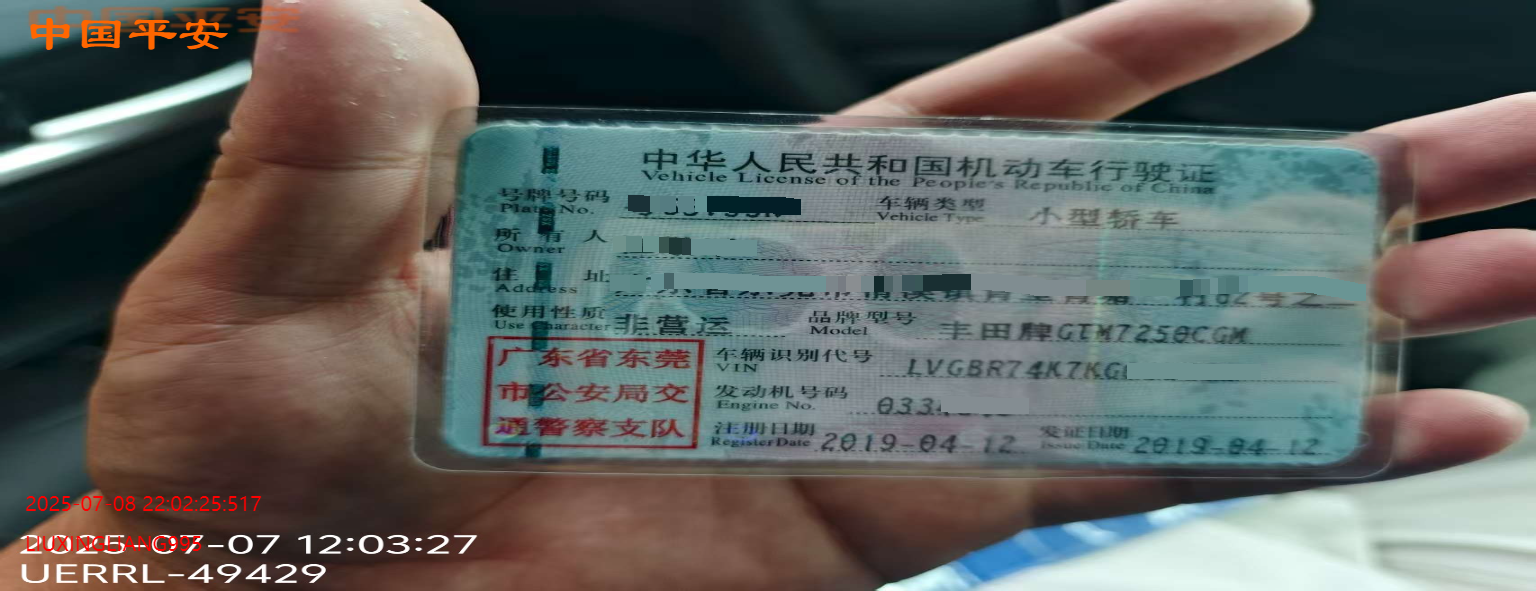 中国平安
中华人民共和国机动车行驶证
Vehicle License of the People's Republic of China
号牌号码
Plate No.
车辆类型 小型轿车
Vehicle Type
所有人
Owner
住址
Address
使用性质 非营运
Use Character
品牌型号 丰田牌GTM7250CGM
Model
广东省东莞
市公安局交
通警察支队
车辆识别代号 LVGBR74K7KG
VIN
发动机号码 033
Engine No.
注册日期 2019-04-12
Register Date
发证日期 2019-04-12
Issue Date
2025-07-08 22:02:25:517
LIUXINGLIANG995
2025-07-07 12:03:27
UERRL-49429